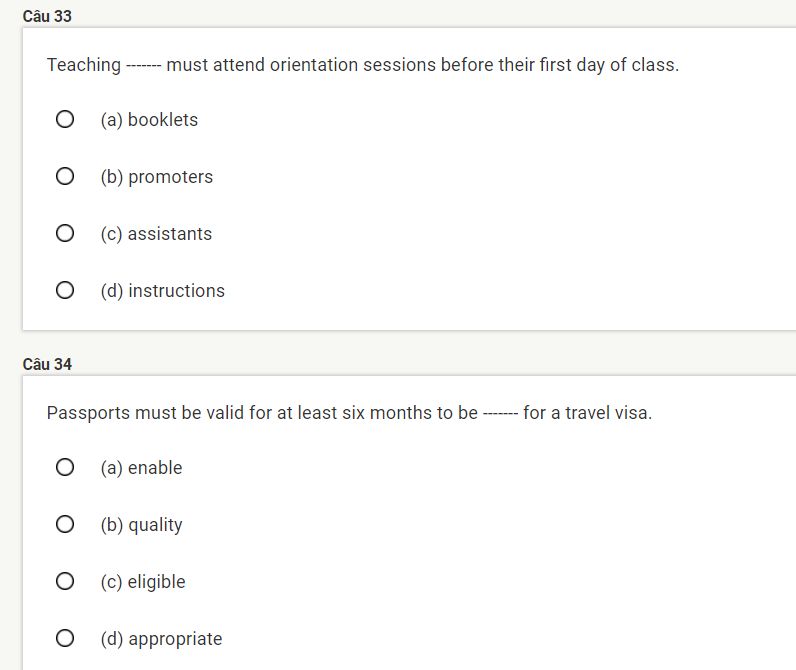 Câu 33
Teaching ------- must attend orientation sessions before their first day of class.
(a) booklets
(b) promoters
(c) assistants
(d) instructions
Câu 34
Passports must be valid for at least six months to be ------- for a travel visa.
(a) enable
(b) quality
(c) eligible
(d) appropriate